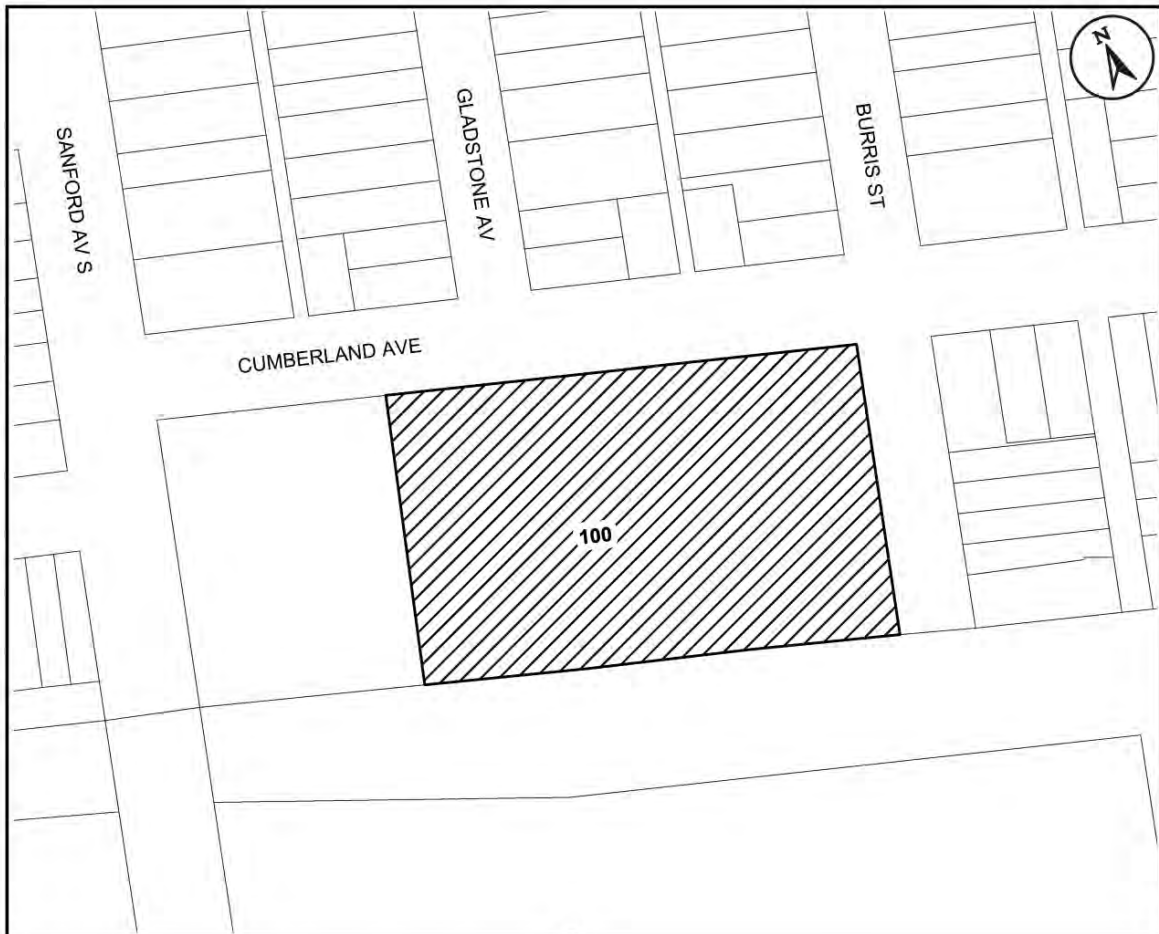 N
SANFORD AV S
GLADSTONE AV
BURRIS ST
CUMBERLAND AVE
100